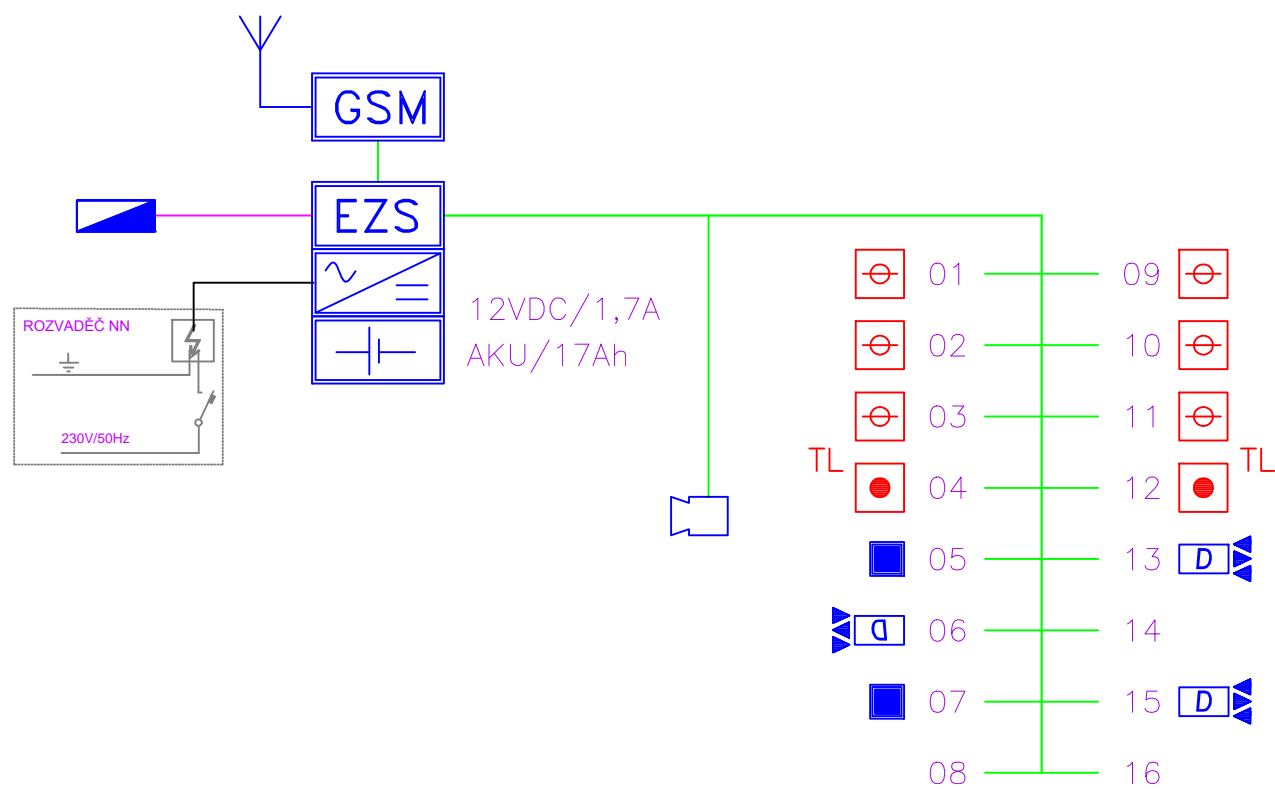 GSM
EZS
12VDC/1,7A
AKU/17Ah
ROZVADĚČ NN
230V/50Hz
01 09
02 10
03 11
TL TL
04 12
05 13 D
D 06 14
07 15 D
08 16